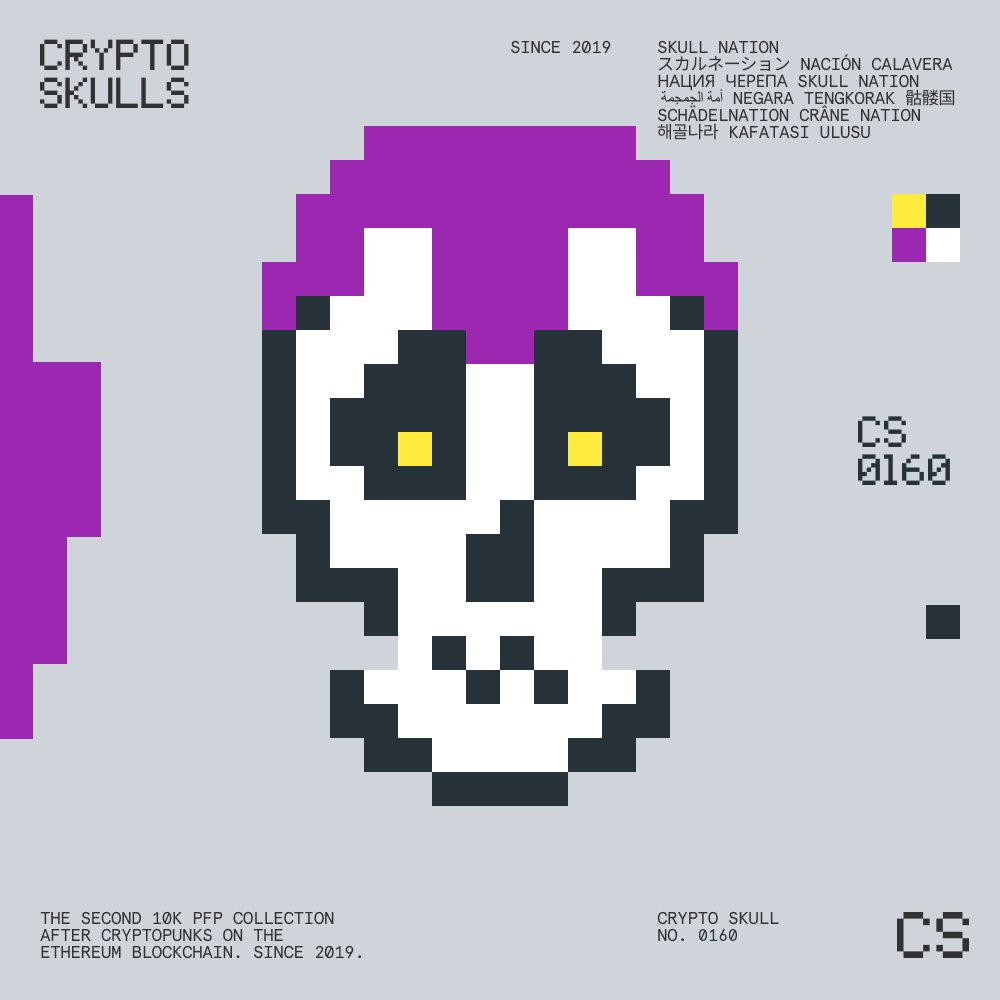 CRYPTO
SKULLS
SINCE 2019
SKULL NATION
スカルネーション NACIÓN CALAVERA
НАЦИЯ ЧЕРЕПА SKULL NATION
أمة الجمجمة NEGARA TENGKORAK 骷髅国
SCHÄDELNATION CRÂNE NATION
해골나라 KAFATASI ULUSU
CS
0160
THE SECOND 10K PFP COLLECTION
AFTER CRYPTOPUNKS ON THE
ETHEREUM BLOCKCHAIN. SINCE 2019.
CRYPTO SKULL
NO. 0160
CS